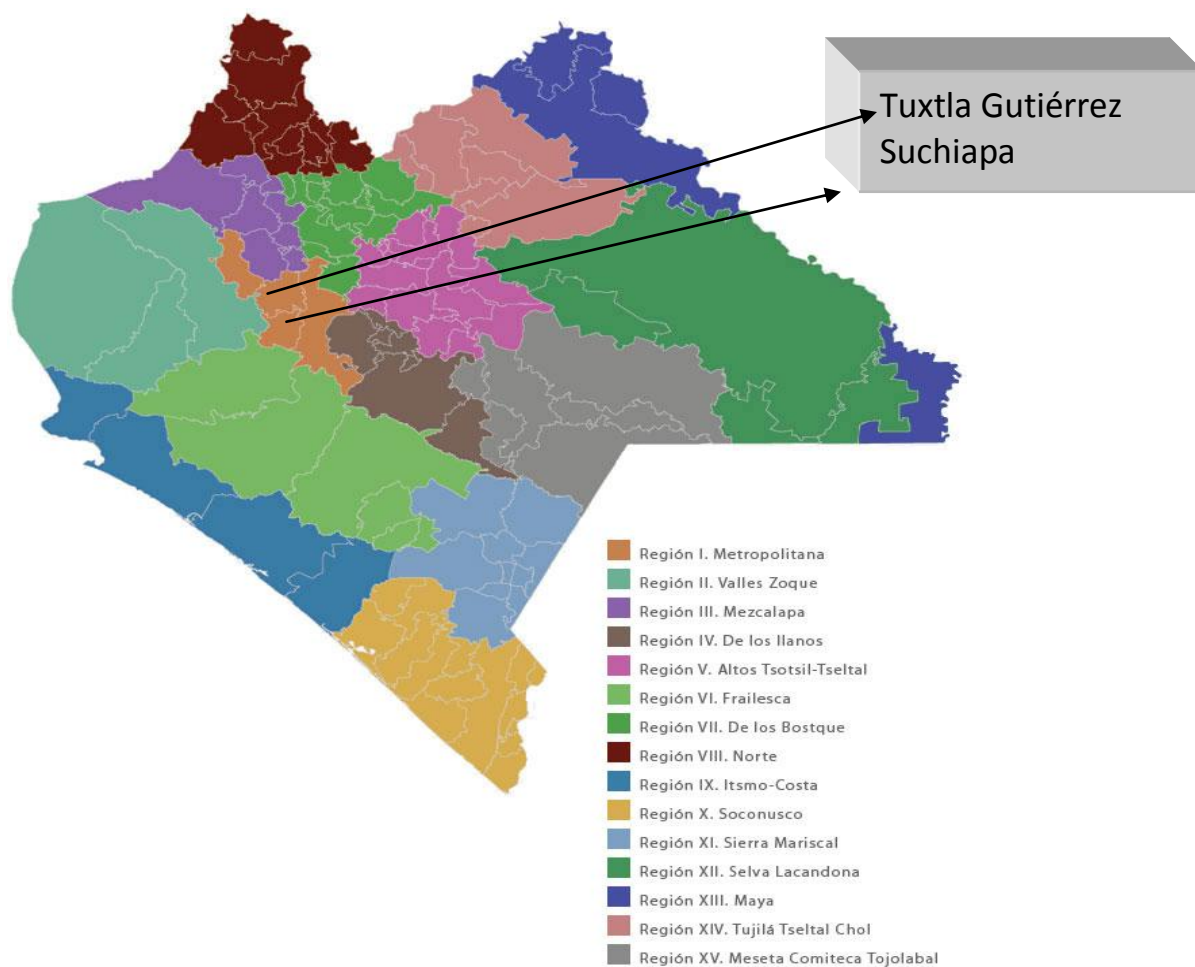 Tuxtla Gutiérrez
Suchiapa
Región I. Metropolitana
Región II. Valles Zoque
Región III. Mezcalapa
Región IV. De los llanos
Región V. Altos Tsotsil-Tseltal
Región VI. Frailesca
Región VII. De los Bostque
Región VIII. Norte
Región IX. Itsmo-Costa
Región X. Soconusco
Región XI. Sierra Mariscal
Región XII. Selva Lacandona
Región XIII. Maya
Región XIV. Tujilá Tseltal Chol
Región XV. Meseta Comiteca Tojolabal